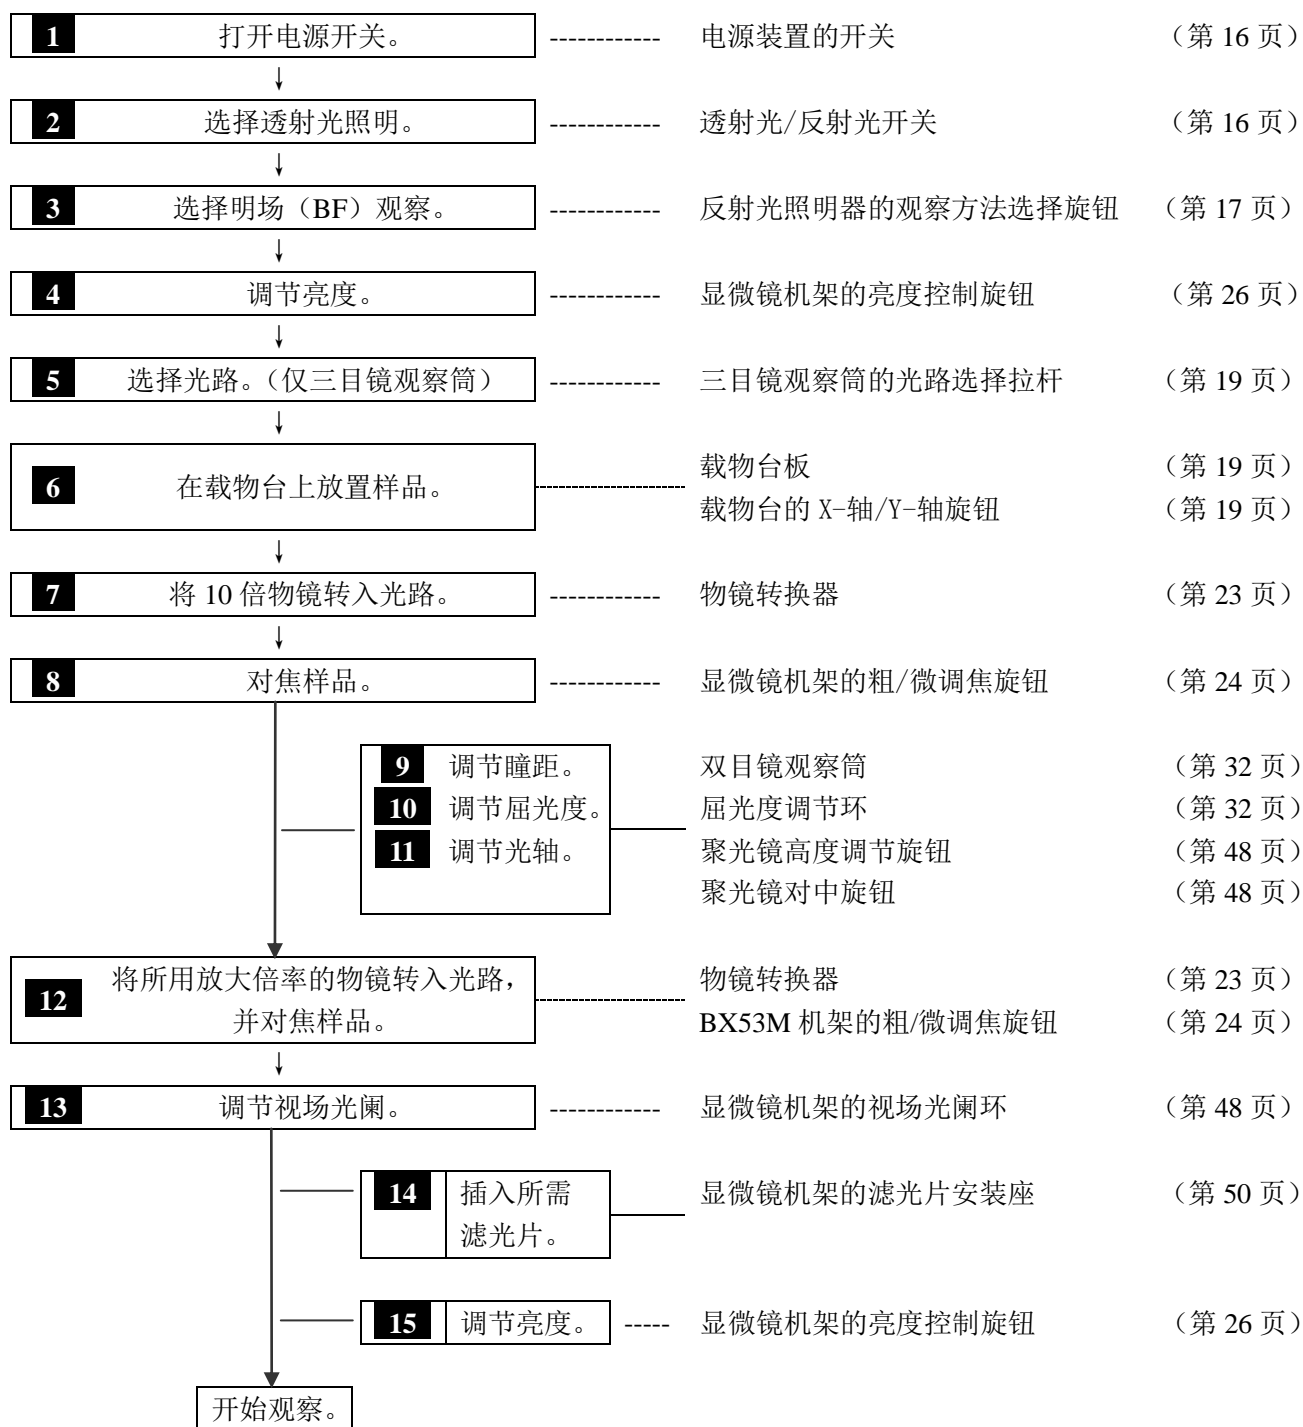 1 打开电源开关。 ------------ 电源装置的开关 （第 16 页）
↓
2 选择透射光照明。 ------------ 透射光/反射光开关 （第 16 页）
↓
3 选择明场（BF）观察。 ------------ 反射光照明器的观察方法选择旋钮 （第 17 页）
↓
4 调节亮度。 ------------ 显微镜机架的亮度控制旋钮 （第 26 页）
↓
5 选择光路。（仅三目镜观察筒） ------------ 三目镜观察筒的光路选择拉杆 （第 19 页）
↓
6 在载物台上放置样品。 载物台板 （第 19 页）
载物台的 X-轴/Y-轴旋钮 （第 19 页）
↓
7 将 10 倍物镜转入光路。 ------------ 物镜转换器 （第 23 页）
↓
8 对焦样品。 ------------ 显微镜机架的粗/微调焦旋钮 （第 24 页）
9 调节瞳距。 双目镜观察筒 （第 32 页）
10 调节屈光度。 屈光度调节环 （第 32 页）
11 调节光轴。 聚光镜高度调节旋钮 （第 48 页）
聚光镜对中旋钮 （第 48 页）
12 将所用放大倍率的物镜转入光路， 物镜转换器 （第 23 页）
并对焦样品。 BX53M 机架的粗/微调焦旋钮 （第 24 页）
↓
13 调节视场光阑。 ------------ 显微镜机架的视场光阑环 （第 48 页）
14 插入所需 显微镜机架的滤光片安装座 （第 50 页）
滤光片。
15 调节亮度。 ----- 显微镜机架的亮度控制旋钮 （第 26 页）
开始观察。